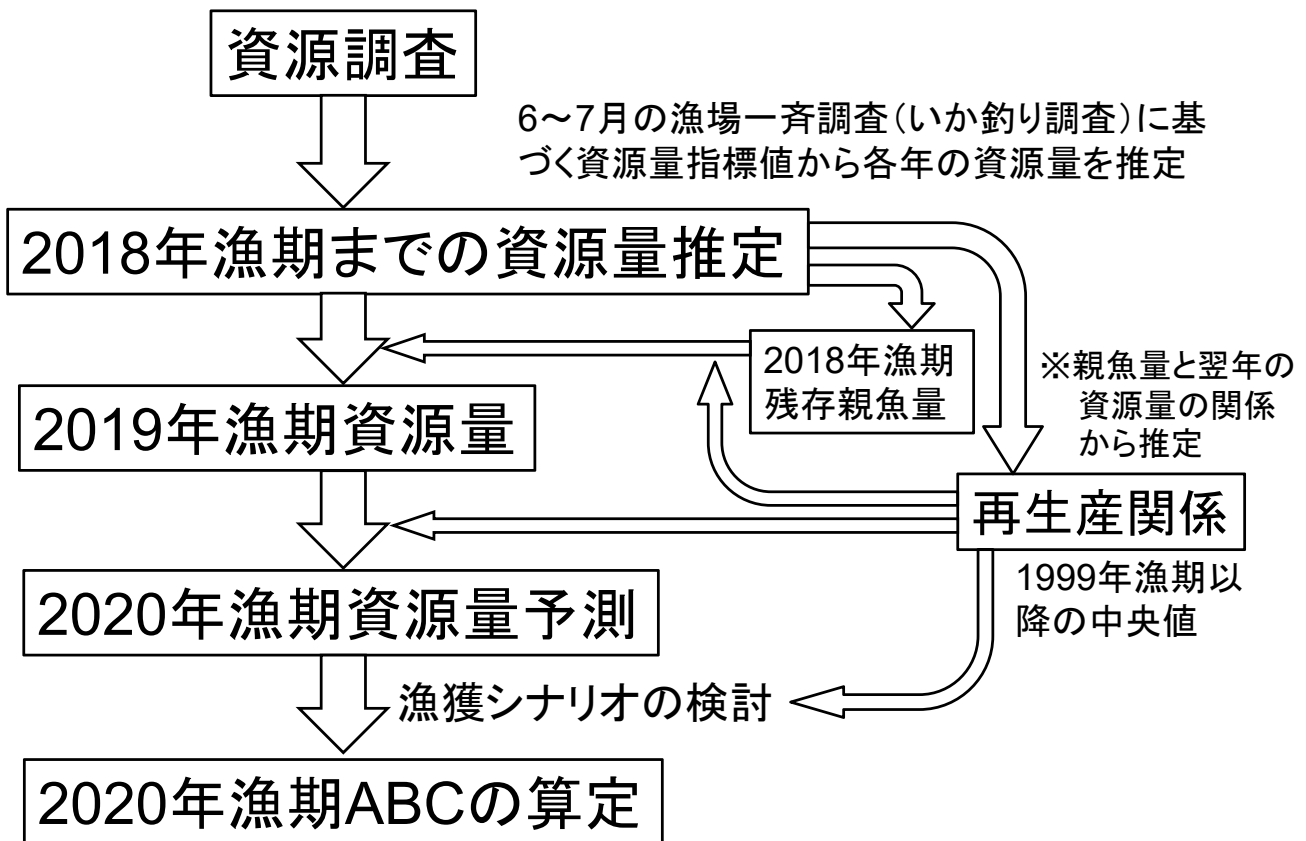 資源調査
6~7月の漁場一斉調査(いか釣り調査)に基
づく資源量指標値から各年の資源量を推定
2018年漁期までの資源量推定
2018年漁期
残存親魚量
※親魚量と翌年の
資源量の関係
から推定
2019年漁期資源量
再生産関係
1999年漁期以
降の中央値
2020年漁期資源量予測
漁獲シナリオの検討
2020年漁期ABCの算定